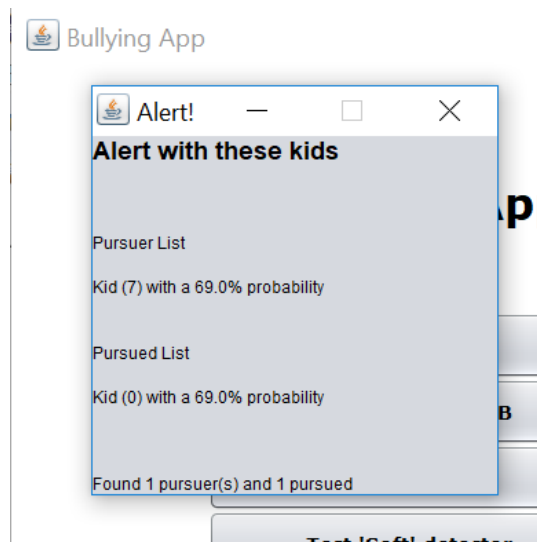 Bullying App
Alert!
Alert with these kids
Pursuer List
Kid (7) with a 69.0% probability
Pursued List
Kid (0) with a 69.0% probability
Found 1 pursuer(s) and 1 pursued